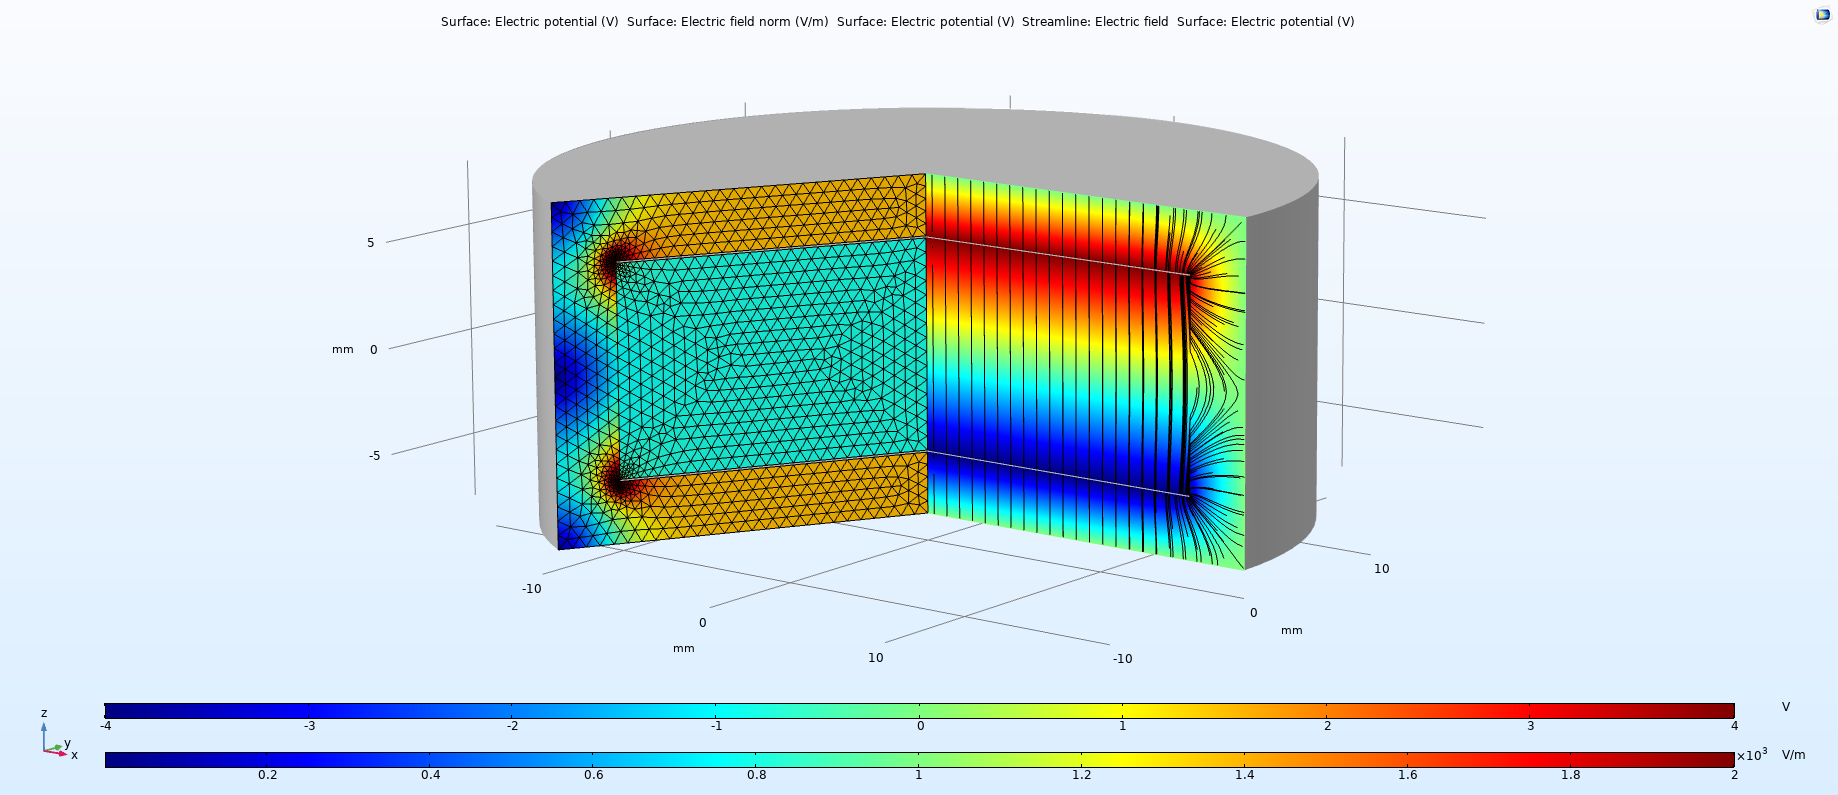 Surface: Electric potential (V)  Surface: Electric field norm (V/m)  Surface: Electric potential (V)  Streamline: Electric field  Surface: Electric potential (V)
5
mm 0
-5
-10
10
0
0
mm
mm
10
-10
z
y
x
V
-4 -3 -2 -1 0 1 2 3 4
×10³ V/m
0.2 0.4 0.6 0.8 1 1.2 1.4 1.6 1.8 2